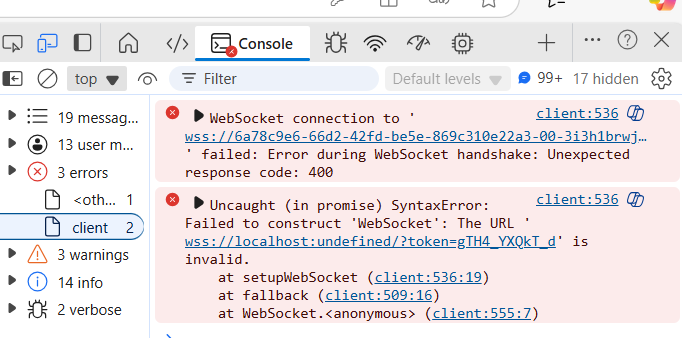 Console
top
Filter
Default levels
99+
17 hidden
19 messag...
13 user m...
3 errors
<oth... 1
client 2
3 warnings
14 info
2 verbose
WebSocket connection to ' client:536
wss://6a78c9e6-66d2-42fd-be5e-869c310e22a3-00-3i3h1brwj…
' failed: Error during WebSocket handshake: Unexpected
response code: 400
Uncaught (in promise) SyntaxError: client:536
Failed to construct 'WebSocket': The URL '
wss://localhost:undefined/?token=gTH4_YXQkT_d' is
invalid.
at setupWebSocket (client:536:19)
at fallback (client:509:16)
at WebSocket.<anonymous> (client:555:7)